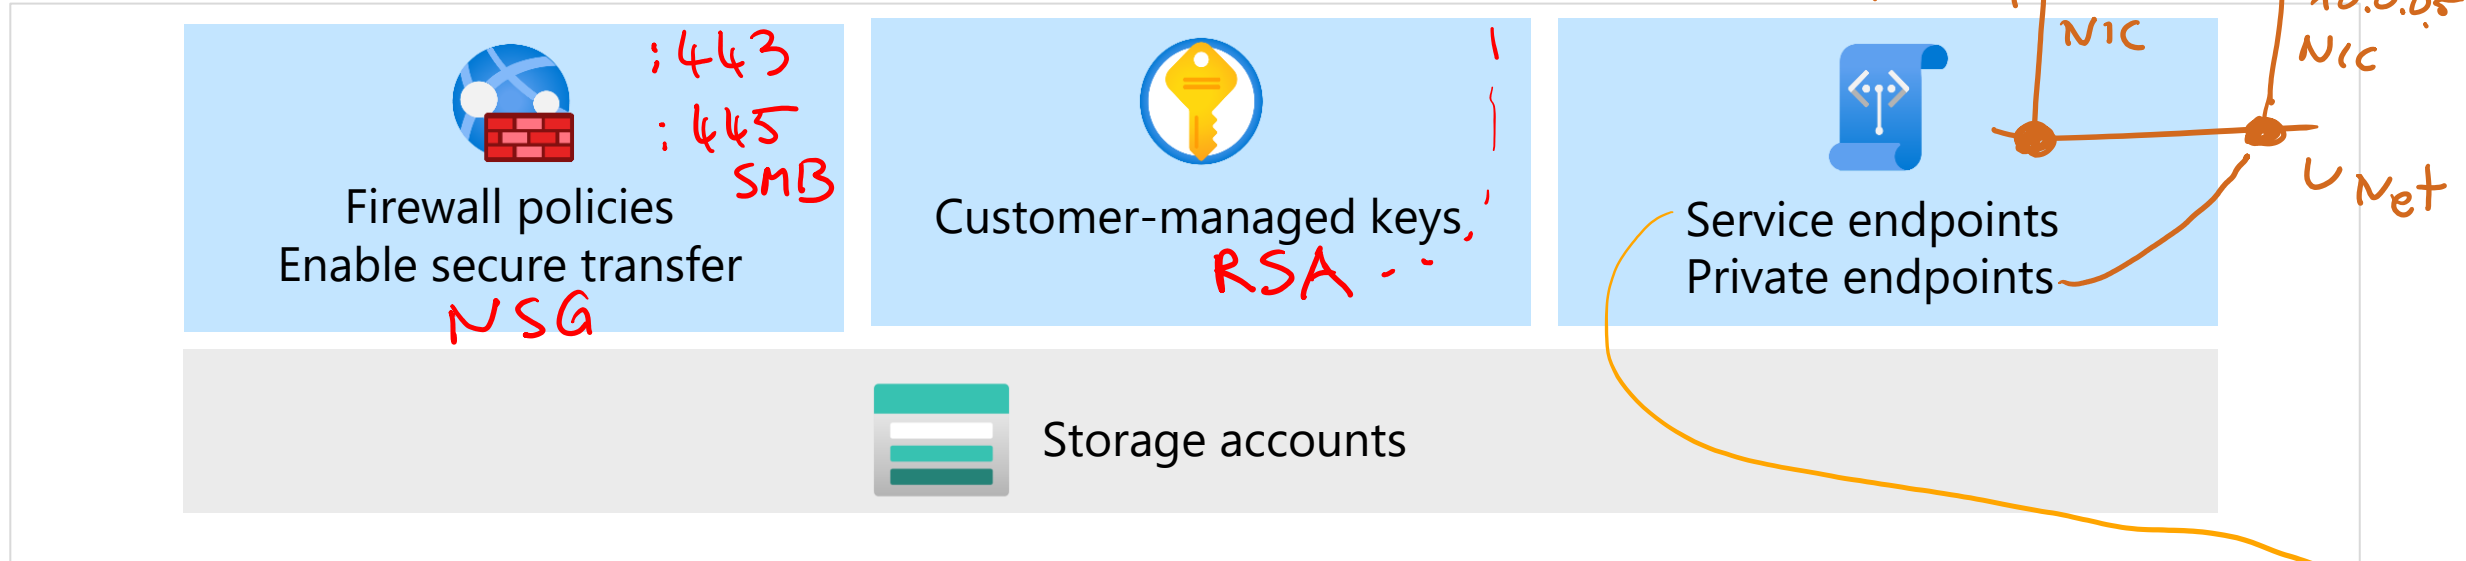 :443
:445
SMB
Firewall policies
Enable secure transfer
NSG
Customer-managed keys
RSA
NIC
NIC
VNet
Service endpoints
Private endpoints
Storage accounts